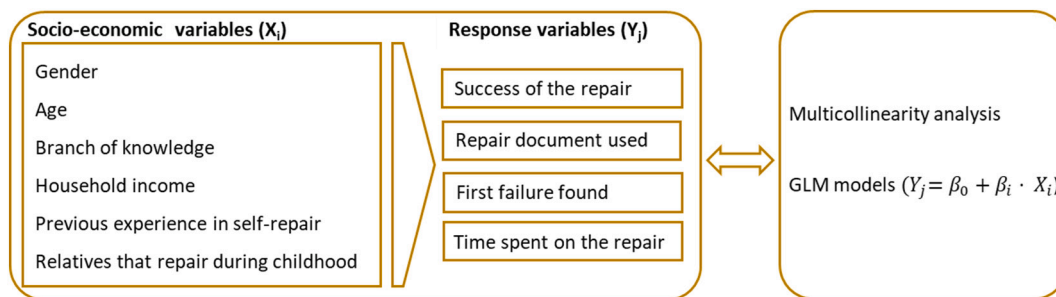 Socio-economic variables (Xi)
Gender
Age
Branch of knowledge
Household income
Previous experience in self-repair
Relatives that repair during childhood
Response variables (Yj)
Success of the repair
Repair document used
First failure found
Time spent on the repair
Multicollinearity analysis
GLM models (Yj = β0 + βi · Xi)